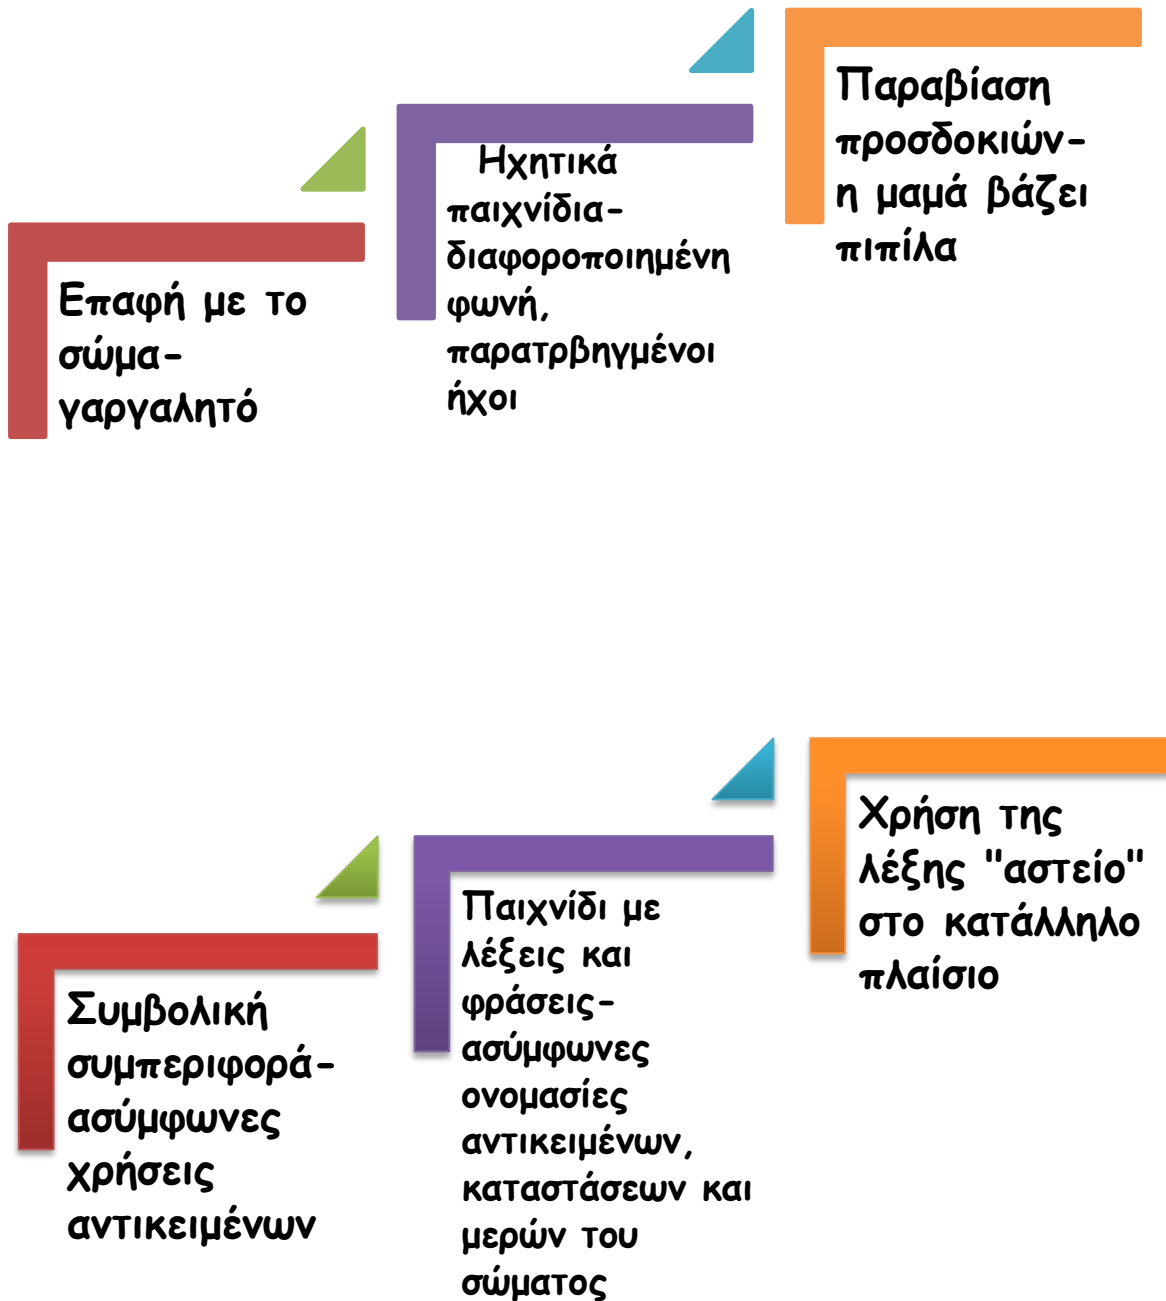 Επαφή με το
σώμα-
γαργαλητό
Ηχητικά
παιχνίδια-
διαφοροποιημένη
φωνή,
παρατρβηγμένοι
ήχοι
Παραβίαση
προσδοκιών-
η μαμά βάζει
πιπίλα
Συμβολική
συμπεριφορά-
ασύμφωνες
χρήσεις
αντικειμένων
Παιχνίδι με
λέξεις και
φράσεις-
ασύμφωνες
ονομασίες
αντικειμένων,
καταστάσεων και
μερών του
σώματος
Χρήση της
λέξης "αστείο"
στο κατάλληλο
πλαίσιο